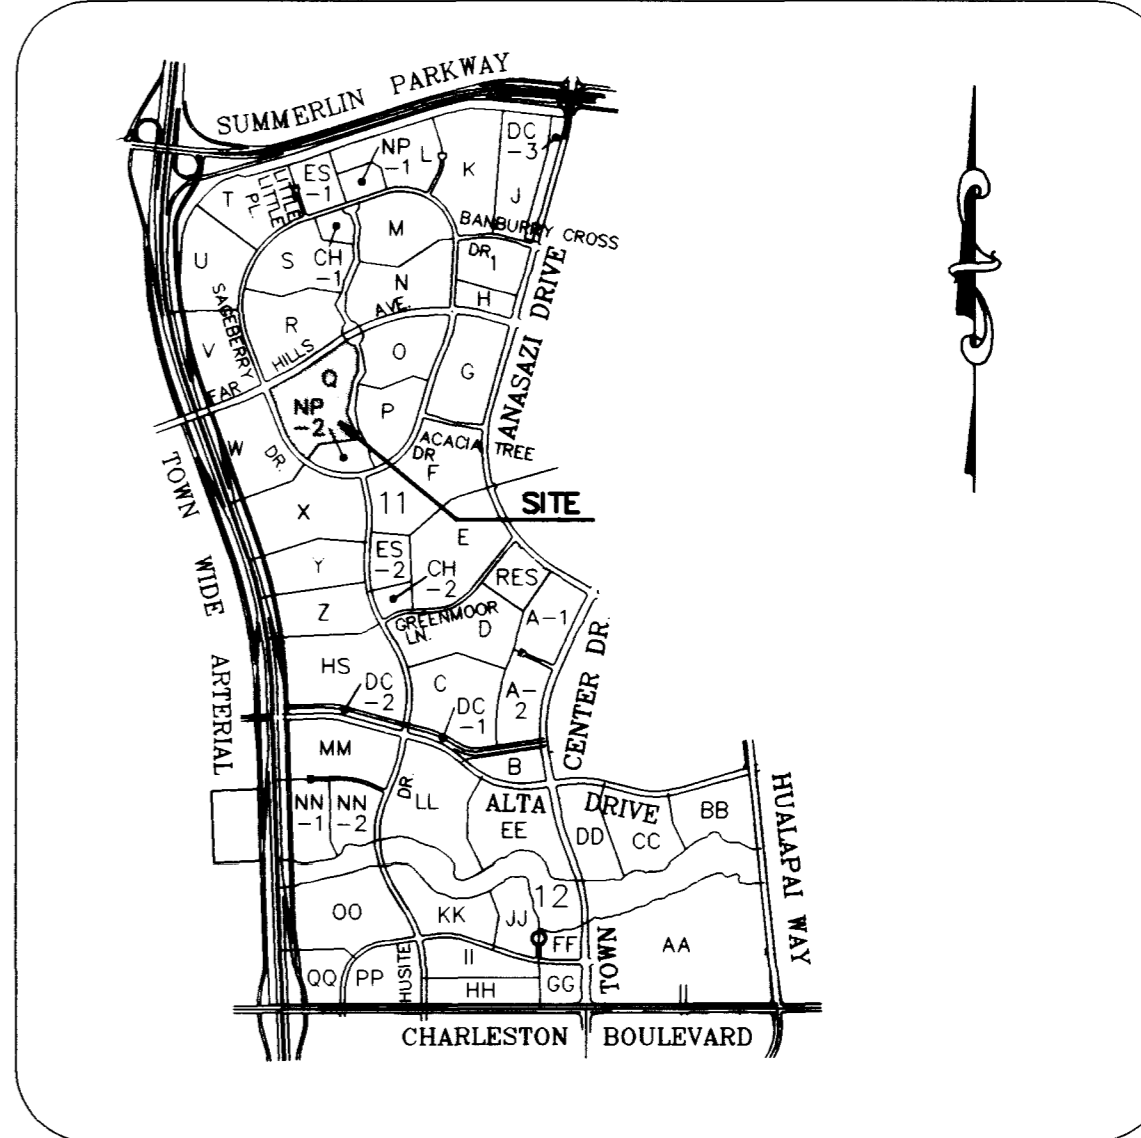 SUMMERLIN PARKWAY
DC
-3
NP
-1
L
K
ES
-1
LITTLE
LITTLE
PL
T
J
M
BANBURRY CROSS
DR.
1
U
S
CH
-1
N
AVE.
H
ANASAZI DRIVE
SAGEBERRY
R
HILLS
V
O
G
Q
FAR
NP
-2
P
ACACIA TREE
DR
F
W
DR.
TOWN WIDE ARTERIAL
11
SITE
X
E
ES
-2
Y
CH
-2
RES
Z
GREENMOOR
LN.
D
A-1
CENTER DR.
HS
DC
-2
C
A-
2
DC
-1
MM
B
DR.
NN
-1
NN
-2
LL
ALTA DRIVE
EE
DD
CC
BB
HUALAPAI WAY
12
OO
KK
JJ
FF
TOWN
AA
II
HUSITE
QQ
PP
HH
GG
CHARLESTON BOULEVARD